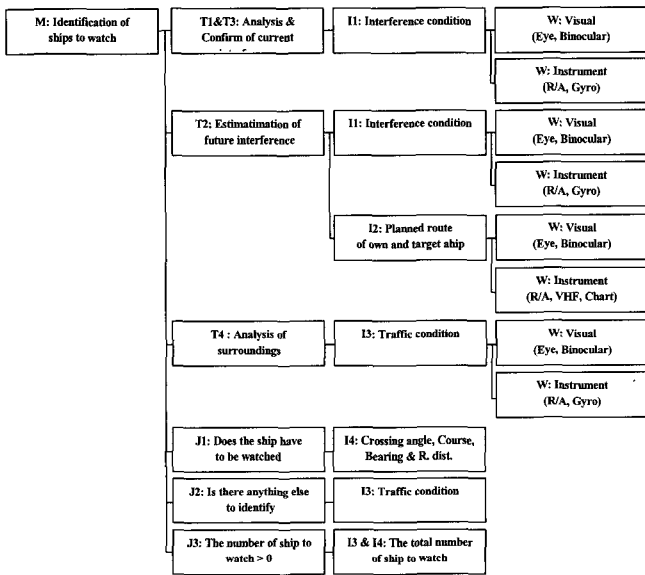 M: Identification of
ships to watch
T1&T3: Analysis &
Confirm of current
I1: Interference condition
W: Visual
(Eye, Binocular)
W: Instrument
(R/A, Gyro)
T2; Estimatimation of
future interference
I1: Interference condition
W: Visual
(Eye, Binocular)
W: Instrument
(R/A, Gyro)
I2: Planned route
of own and target ahip
W: Visual
(Eye, Binocular)
W: Instrument
(R/A, VHF, Chart)
T4 : Analysis of
surroundings
I3: Traffic condition
W: Visual
(Eye, Binocular)
W: Instrument
(R/A, Gyro)
J1: Does the ship have
to be watched
I4: Crossing angle, Course,
Bearing & R. dist.
J2: Is there anything else
to identify
I3: Traffic condition
J3: The number of ship to
watch > 0
I3 & I4: The total number
of ship to watch